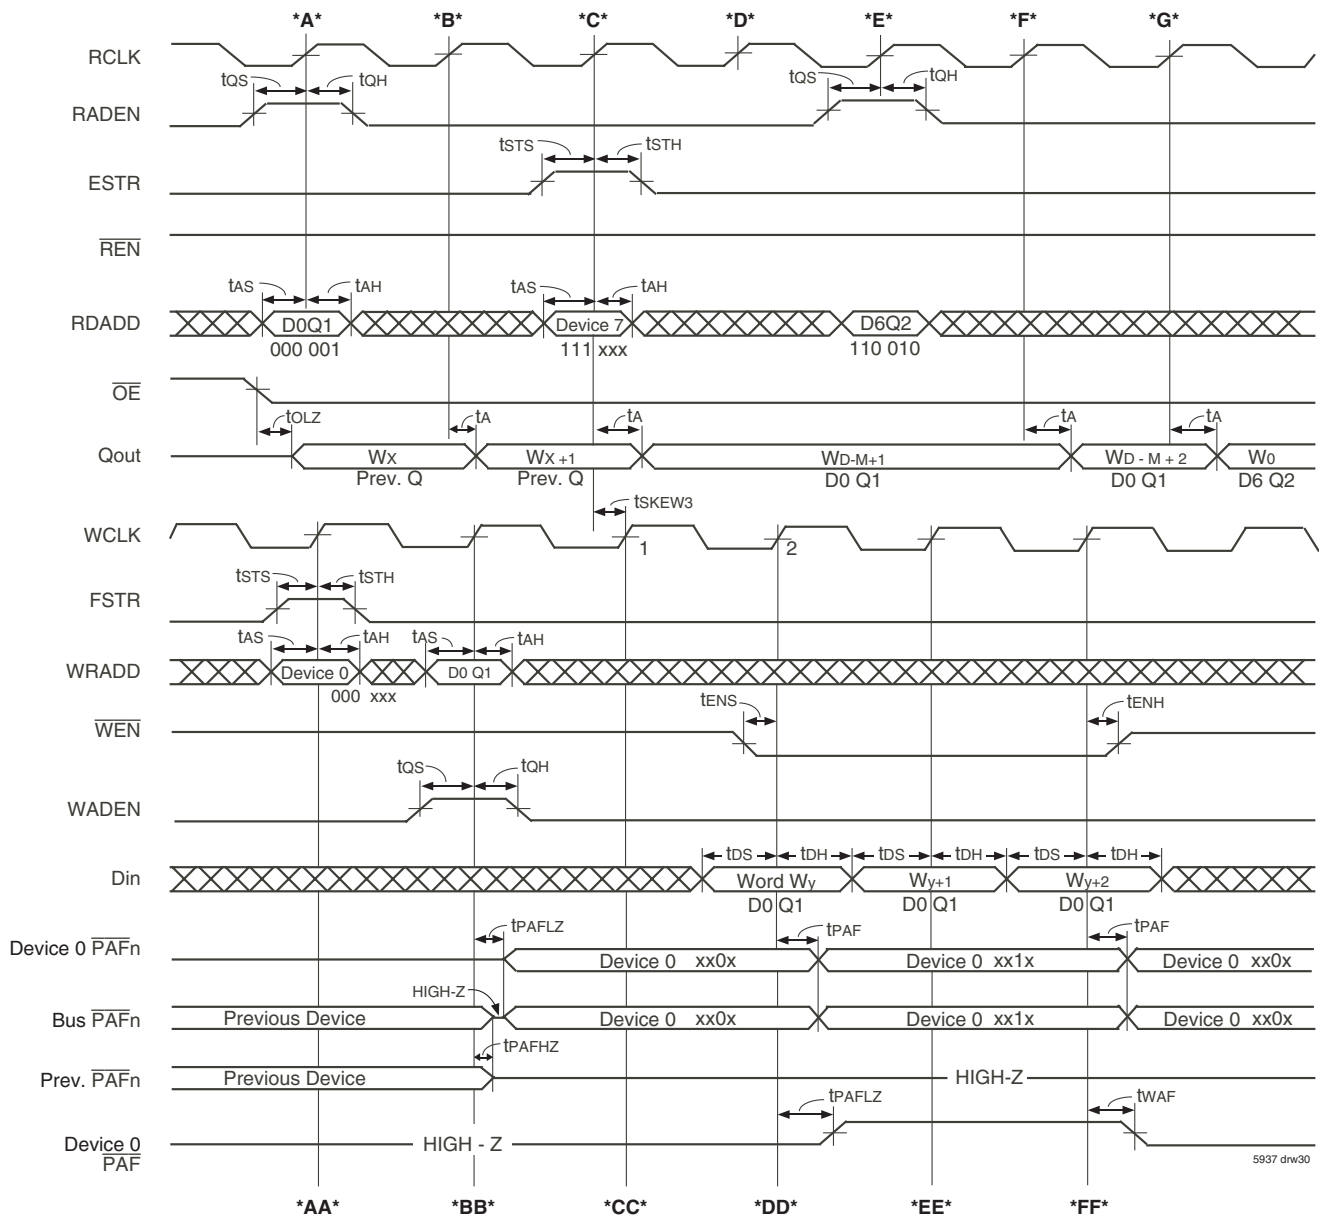 *A* *B* *C* *D* *E* *F* *G*
RCLK
tQS tQH tQS tQH
RADEN
tSTS tSTH
ESTR
REN
tAS tAH tAS tAH
RDADD D0Q1 Device 7 D6Q2
000 001 111 xxx 110 010
OE
tOLZ tA tA tA tA
Qout WX WX +1 WD-M+1 WD - M + 2 W0
Prev. Q Prev. Q D0 Q1 D0 Q1 D6 Q2
tSKEW3
WCLK 1 2
tSTS tSTH
FSTR
tAS tAH tAS tAH
WRADD Device 0 D0 Q1
000 xxx
tENS tENH
WEN
tQS tQH
WADEN
tDS tDH tDS tDH tDS tDH
Din Word Wy Wy+1 Wy+2
D0 Q1 D0 Q1 D0 Q1
tPAFLZ tPAF tPAF
Device 0 PAFn Device 0 xx0x Device 0 xx1x Device 0 xx0x
HIGH-Z
Bus PAFn Previous Device Device 0 xx0x Device 0 xx1x Device 0 xx0x
tPAFHZ
Prev. PAFn Previous Device HIGH-Z
tPAFLZ tWAF
Device 0 HIGH - Z
PAF
5937 drw30
*AA* *BB* *CC* *DD* *EE* *FF*